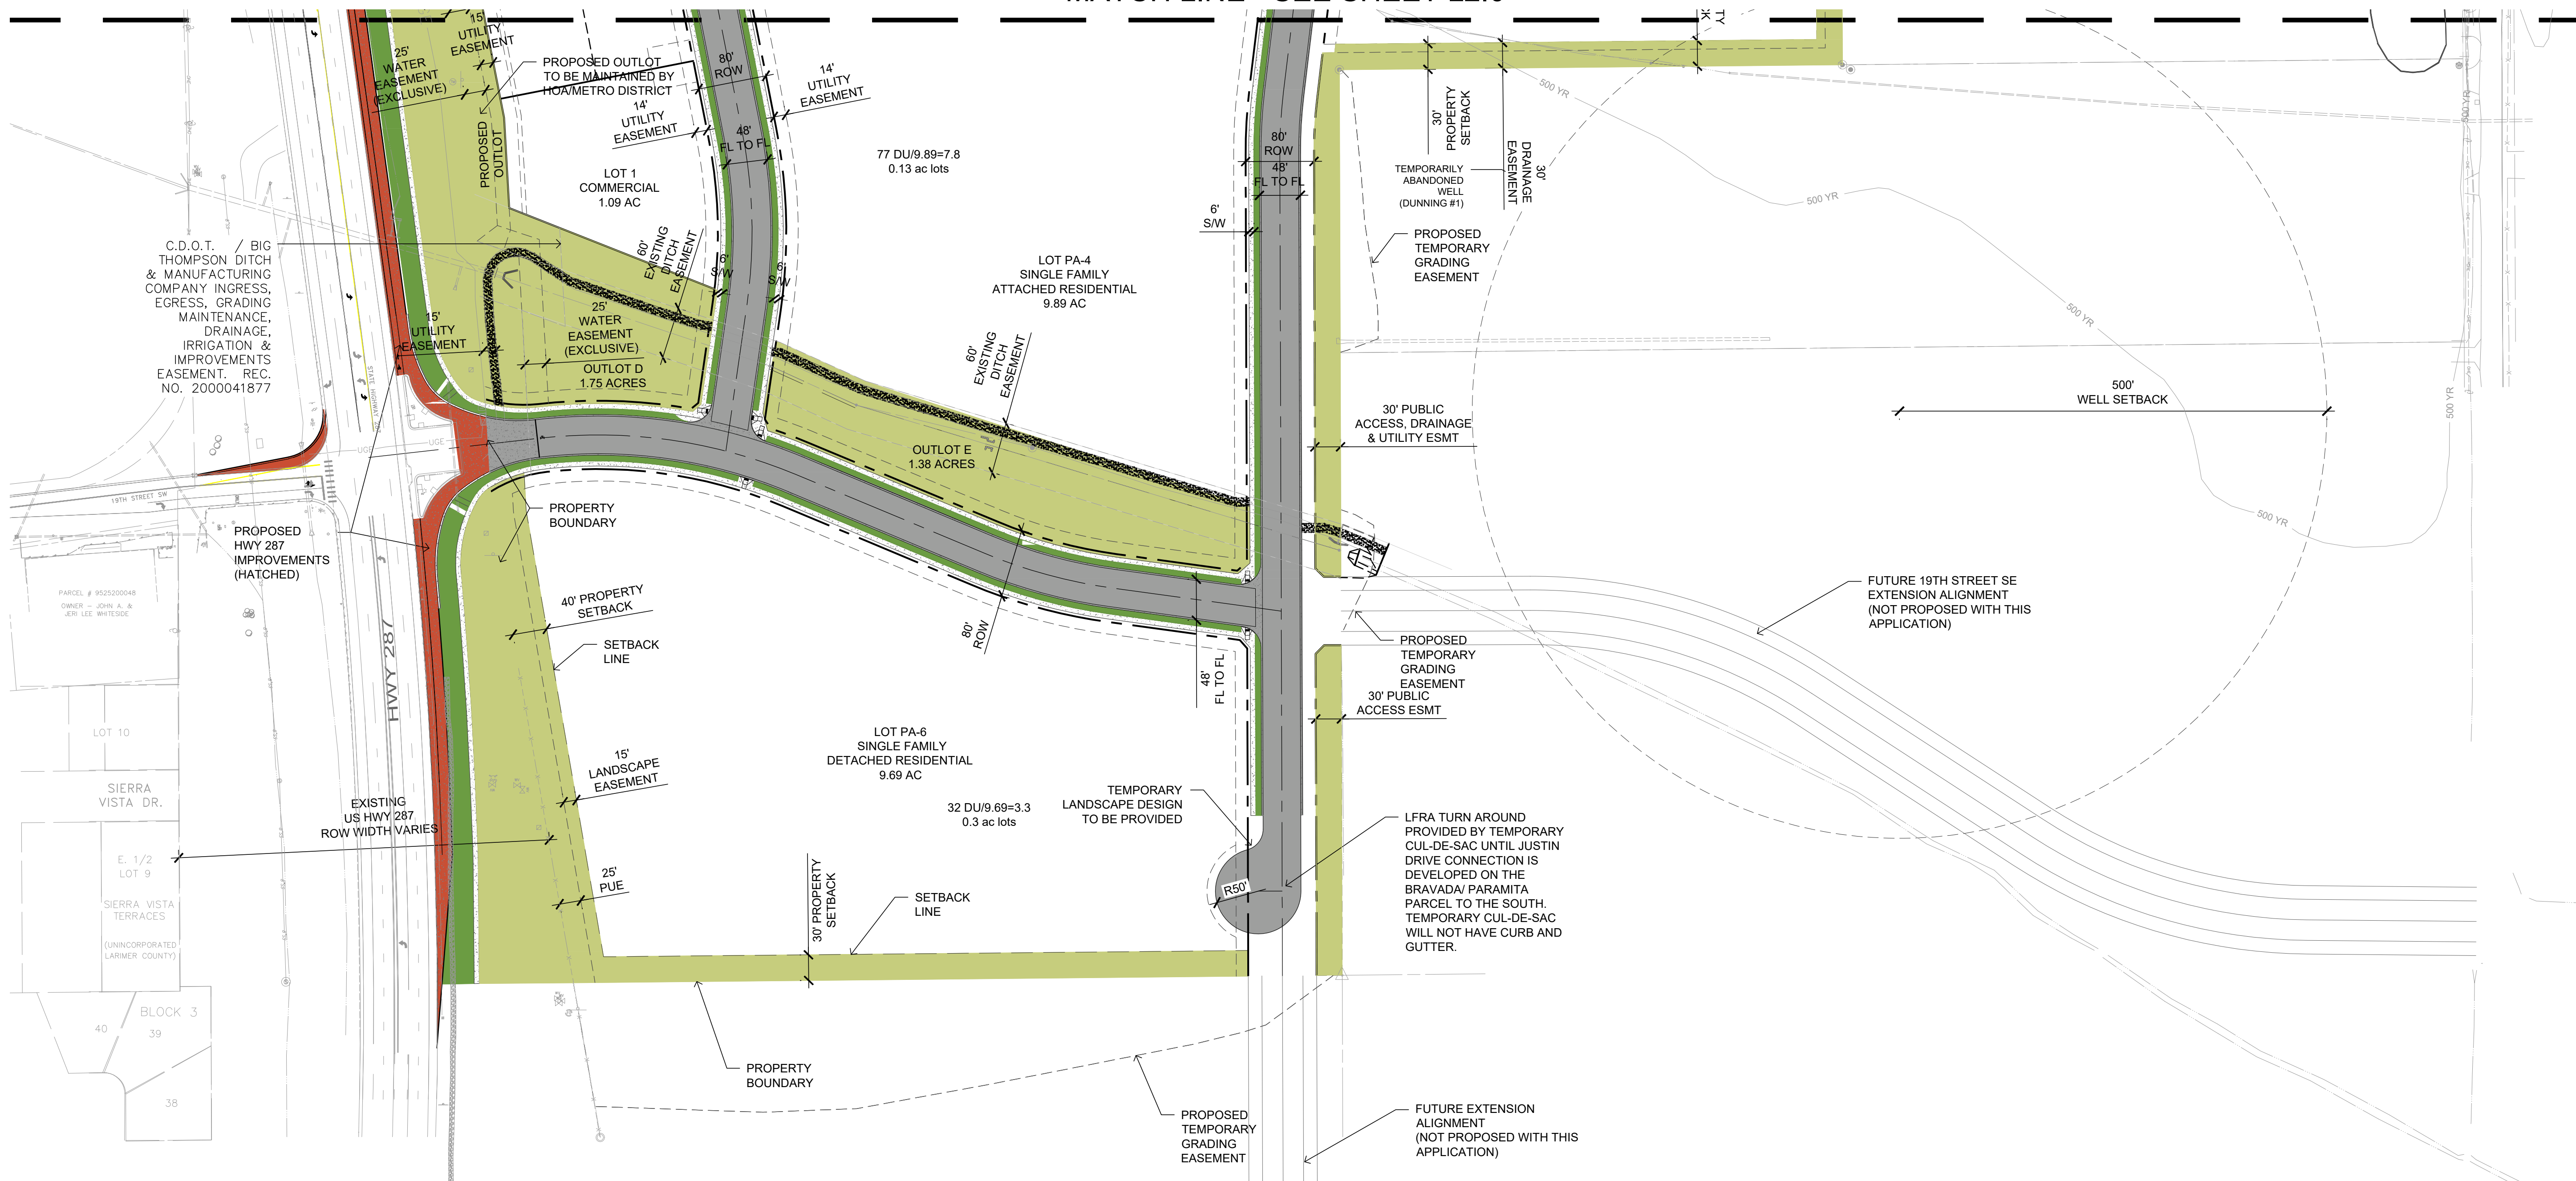 15'
UTILITY
EASEMENT
25'
WATER
EASEMENT
(EXCLUSIVE)
PROPOSED OUTLOT
TO BE MAINTAINED BY
HOA/METRO DISTRICT
PROPOSED
OUTLOT
14'
UTILITY
EASEMENT
80'
ROW
14'
UTILITY
EASEMENT
48'
FL TO FL
LOT 1
COMMERCIAL
1.09 AC
77 DU/9.89=7.8
0.13 ac lots
80'
ROW
48'
FL TO FL
6'
S/W
30'
PROPERTY
SETBACK
30'
DRAINAGE
EASEMENT
TEMPORARILY
ABANDONED
WELL
(DUNNING #1)
PROPOSED
TEMPORARY
GRADING
EASEMENT
500 YR
500 YR
500 YR
500 YR
500 YR
500 YR
C.D.O.T. / BIG
THOMPSON DITCH
& MANUFACTURING
COMPANY INGRESS,
EGRESS, GRADING
MAINTENANCE,
DRAINAGE,
IRRIGATION &
IMPROVEMENTS
EASEMENT. REC.
NO. 2000041877
60'
EXISTING
DITCH
EASEMENT
6'
S/W
6'
S/W
LOT PA-4
SINGLE FAMILY
ATTACHED RESIDENTIAL
9.89 AC
15'
UTILITY
EASEMENT
25'
WATER
EASEMENT
(EXCLUSIVE)
OUTLOT D
1.75 ACRES
60'
EXISTING
DITCH
EASEMENT
500'
WELL SETBACK
30' PUBLIC
ACCESS, DRAINAGE
& UTILITY ESMT
OUTLOT E
1.38 ACRES
UGE
UGE
19TH STREET SW
PROPERTY
BOUNDARY
PROPOSED
HWY 287
IMPROVEMENTS
(HATCHED)
PARCEL # 9525200048
OWNER - JOHN A. &
JERI LEE WHITESIDE
HWY 287
40' PROPERTY
SETBACK
SETBACK
LINE
80'
ROW
48'
FL TO FL
PROPOSED
TEMPORARY
GRADING
EASEMENT
30' PUBLIC
ACCESS ESMT
FUTURE 19TH STREET SE
EXTENSION ALIGNMENT
(NOT PROPOSED WITH THIS
APPLICATION)
LOT 10
SIERRA
VISTA DR.
EXISTING
US HWY 287
ROW WIDTH VARIES
15'
LANDSCAPE
EASEMENT
LOT PA-6
SINGLE FAMILY
DETACHED RESIDENTIAL
9.69 AC
32 DU/9.69=3.3
0.3 ac lots
TEMPORARY
LANDSCAPE DESIGN
TO BE PROVIDED
LFRA TURN AROUND
PROVIDED BY TEMPORARY
CUL-DE-SAC UNTIL JUSTIN
DRIVE CONNECTION IS
DEVELOPED ON THE
BRAVADA/ PARAMITA
PARCEL TO THE SOUTH.
TEMPORARY CUL-DE-SAC
WILL NOT HAVE CURB AND
GUTTER.
E. 1/2
LOT 9
SIERRA VISTA
TERRACES
(UNINCORPORATED
LARIMER COUNTY)
25'
PUE
30' PROPERTY
SETBACK
SETBACK
LINE
R50'
BLOCK 3
40
39
38
PROPERTY
BOUNDARY
PROPOSED
TEMPORARY
GRADING
EASEMENT
FUTURE EXTENSION
ALIGNMENT
(NOT PROPOSED WITH THIS
APPLICATION)